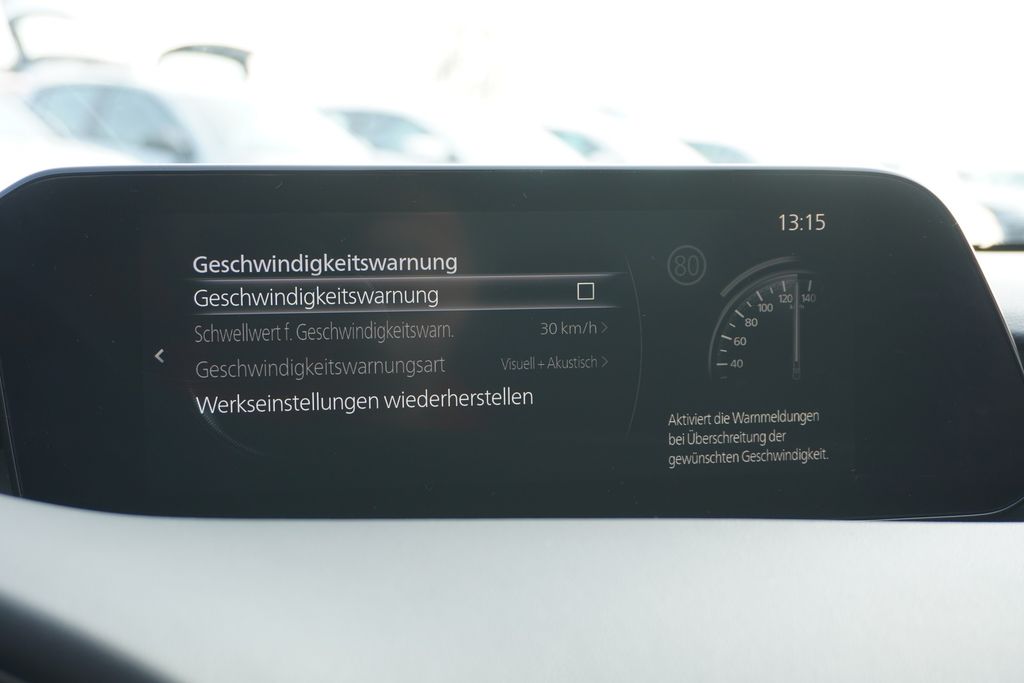 13:15
Geschwindigkeitswarnung
Geschwindigkeitswarnung
Schwellwert f. Geschwindigkeitswarn. 30 km/h
Geschwindigkeitswarnungsart Visuell + Akustisch
Werkseinstellungen wiederherstellen
80
140
120
100
80
60
40
Aktiviert die Warnmeldungen
bei Überschreitung der
gewünschten Geschwindigkeit.